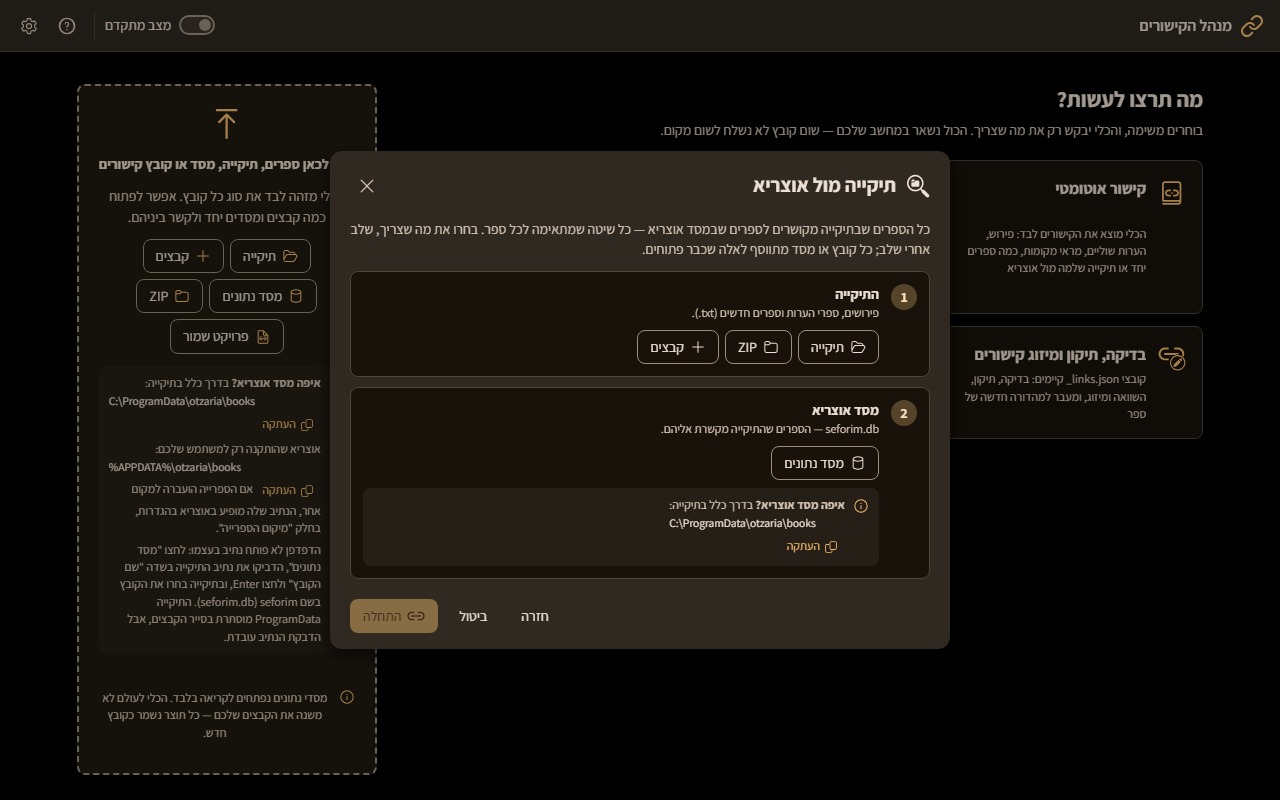 מנהל הקישורים
מצב מתקדם
מה תרצו לעשות?
בוחרים משימה, והכלי יבקש רק את מה שצריך. הכול נשאר במחשב שלכם — שום קובץ לא נשלח לשום מקום.
קישור אוטומטי
הכלי מוצא את הקישורים לבד: פירוש,
הערות שוליים, מראי מקומות, כמה ספרים
יחד או תיקייה שלמה מול אוצריא
בדיקה, תיקון ומיזוג קישורים
קובצי _links.json קיימים: בדיקה, תיקון,
השוואה ומיזוג, ומעבר למהדורה חדשה של
ספר
תיקייה מול אוצריא
כל הספרים שבתיקייה מקושרים לספרים שבמסד אוצריא — כל שיטה שמתאימה לכל ספר. בחרו את מה שצריך, שלב
אחרי שלב; כל קובץ או מסד מתווסף לאלה שכבר פתוחים.
1
התיקייה
פירושים, ספרי הערות וספרים חדשים (txt.).
תיקייה
ZIP
קבצים
2
מסד אוצריא
seforim.db — הספרים שהתיקייה מקשרת אליהם.
מסד נתונים
איפה מסד אוצריא? בדרך כלל בתיקייה:
C:\ProgramData\otzaria\books
העתקה
חזרה
ביטול
התחלה
לכאן ספרים, תיקייה, מסד או קובץ קישורים
לי מזהה לבד את סוג כל קובץ. אפשר לפתוח
כמה קבצים ומסדים יחד ולקשר ביניהם.
תיקייה
קבצים
מסד נתונים
ZIP
פרויקט שמור
איפה מסד אוצריא? בדרך כלל בתיקייה:
C:\ProgramData\otzaria\books
העתקה
אוצריא שהותקנה רק למשתמש שלכם:
%APPDATA%\otzaria\books
העתקה אם הספרייה הועברה למקום
אחר, הנתיב שלה מופיע באוצריא בהגדרות,
בחלק "מיקום הספרייה".
הדפדפן לא פותח נתיב בעצמו: לחצו "מסד
נתונים", הדביקו את נתיב התיקייה בשדה "שם
הקובץ" ולחצו Enter, ובתיקייה בחרו את הקובץ
בשם seforim (seforim.db). התיקייה
ProgramData מוסתרת בסייר הקבצים, אבל
הדבקת הנתיב עובדת.
מסדי נתונים נפתחים לקריאה בלבד. הכלי לעולם לא
משנה את הקבצים שלכם — כל תוצר נשמר כקובץ
חדש.